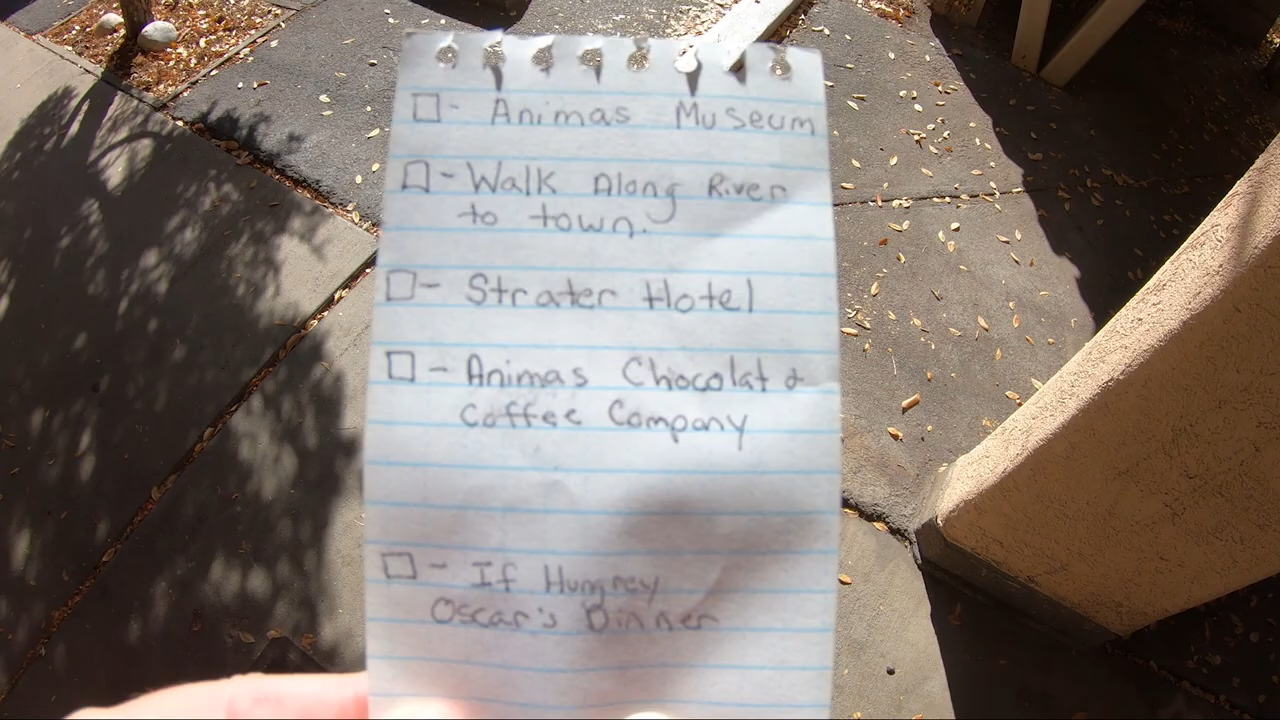 ☐- Animas Museum
☐- Walk Along River
to town.
☐- Strater Hotel
☐- Animas Chocolat &
Coffee Company
☐- If Hungrey
Oscar's Dinner